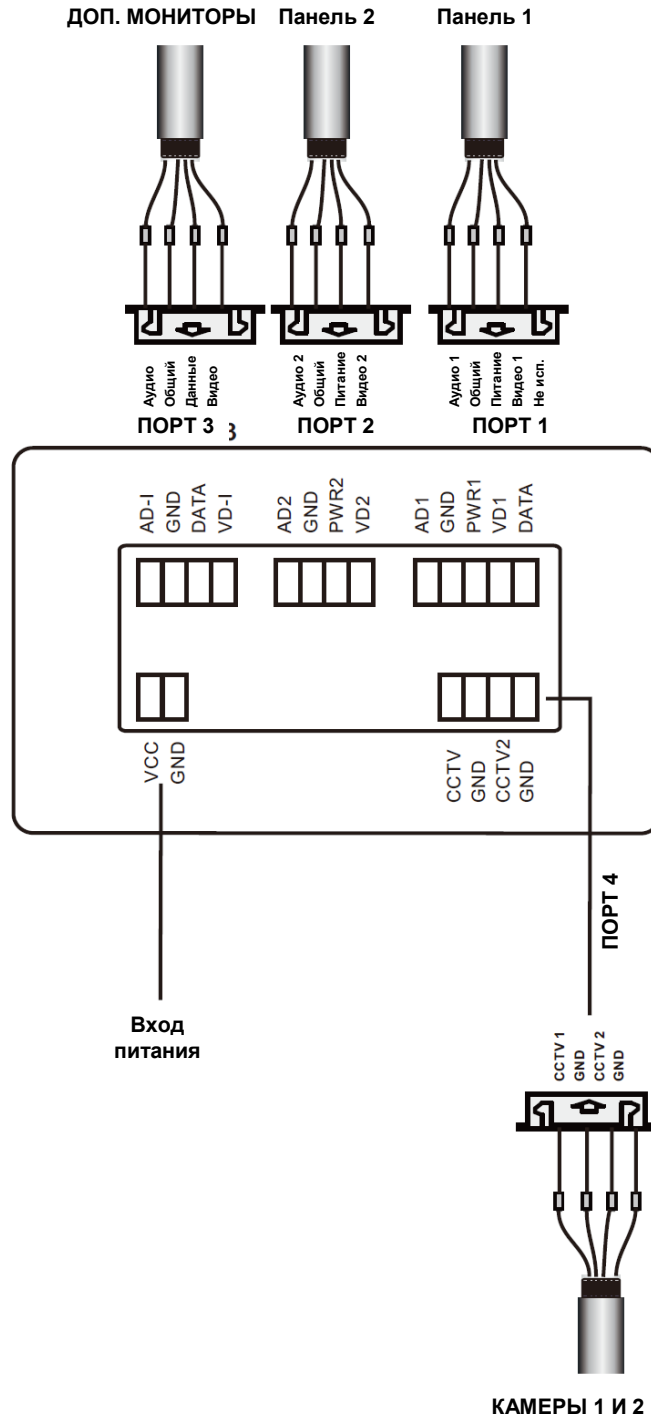 ДОП. МОНИТОРЫ
Панель 2
Панель 1
Аудио
Общий
Данные
Видео
Аудио 2
Общий
Питание
Видео 2
Аудио 1
Общий
Питание
Видео 1
Не исп.
ПОРТ 3
3
ПОРТ 2
ПОРТ 1
AD-I
GND
DATA
VD-I
AD2
GND
PWR2
VD2
AD1
GND
PWR1
VD1
DATA
VCC
GND
CCTV
GND
CCTV2
GND
ПОРТ 4
Вход
питания
CCTV 1
GND
CCTV 2
GND
КАМЕРЫ 1 И 2